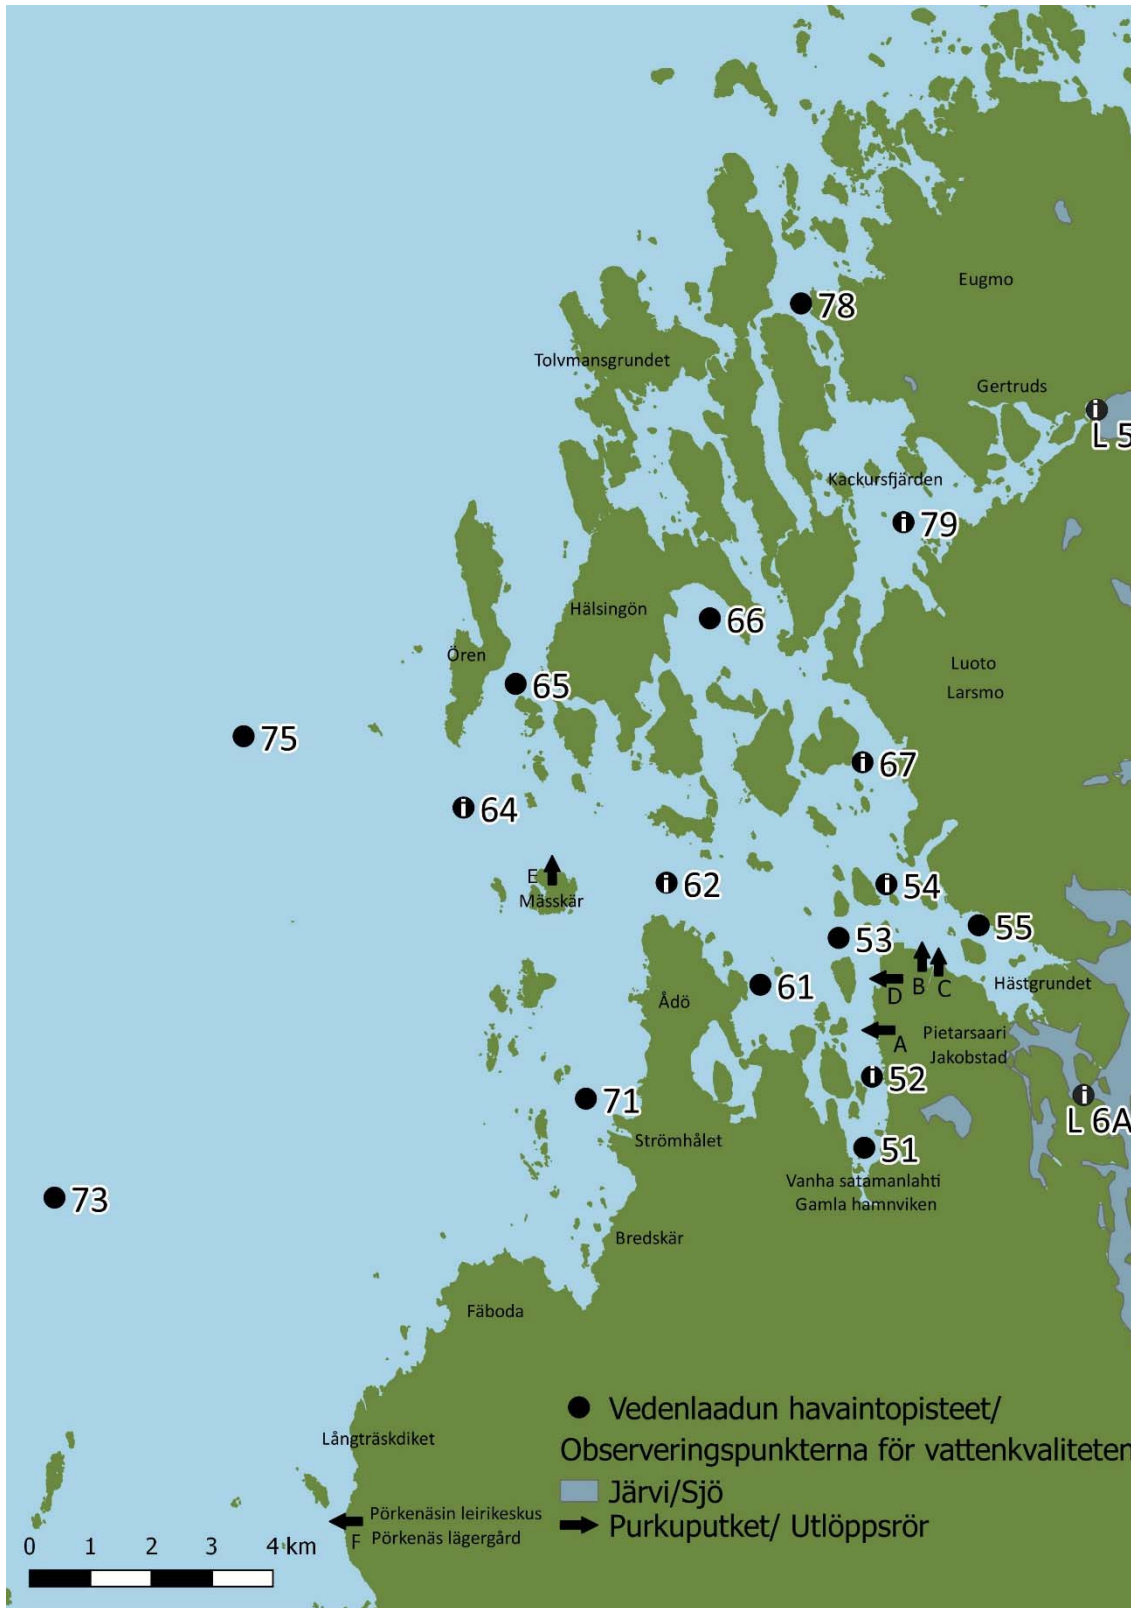 Eugmo
78
Tolvmansgrundet
Gertruds
i
L 5
Kackursfjärden
i 79
Hälsingön
66
Ören
65
Luoto
Larsmo
75
i 67
i 64
E
Mässkär
i 62
i 54
55
53
61
Ådö
D
B
C
Hästgrundet
A
Pietarsaari
Jakobstad
i 52
71
i
L 6A
Strömhålet
51
Vanha satamanlahti
Gamla hamnviken
73
Bredskär
Fäboda
Långträskdiket
Pörkenäsin leirikeskus
F Pörkenäs lägergård
Vedenlaadun havaintopisteet/
Observeringspunkterna för vattenkvaliteten
Järvi/Sjö
Purkuputket/ Utlöppsrör
0 1 2 3 4 km